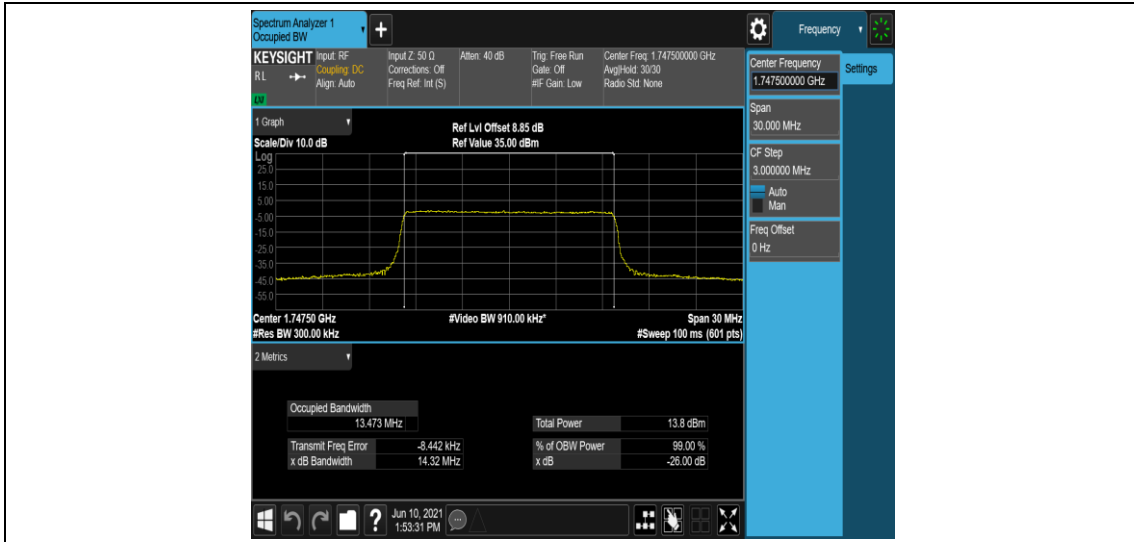 Spectrum Analyzer 1
Occupied BW
+
Frequency
KEYSIGHT Input: RF Input Z: 50 Ω Atten: 40 dB Trig: Free Run Center Freq: 1.747500000 GHz
RL Coupling: DC Corrections: Off Gate: Off Avg|Hold: 30/30
Align: Auto Freq Ref: Int (S) #IF Gain: Low Radio Std: None
Center Frequency
1.747500000 GHz
Settings
Span
30.000 MHz
CF Step
3.000000 MHz
Auto
Man
Freq Offset
0 Hz
1 Graph
Ref Lvl Offset 8.85 dB
Scale/Div 10.0 dB Ref Value 35.00 dBm
Log
25.0
15.0
5.00
-5.00
-15.0
-25.0
-35.0
-45.0
-55.0
Center 1.74750 GHz #Video BW 910.00 kHz* Span 30 MHz
#Res BW 300.00 kHz #Sweep 100 ms (601 pts)
2 Metrics
Occupied Bandwidth
13.473 MHz Total Power 13.8 dBm
Transmit Freq Error -8.442 kHz % of OBW Power 99.00 %
x dB Bandwidth 14.32 MHz x dB -26.00 dB
?
Jun 10, 2021
1:53:31 PM